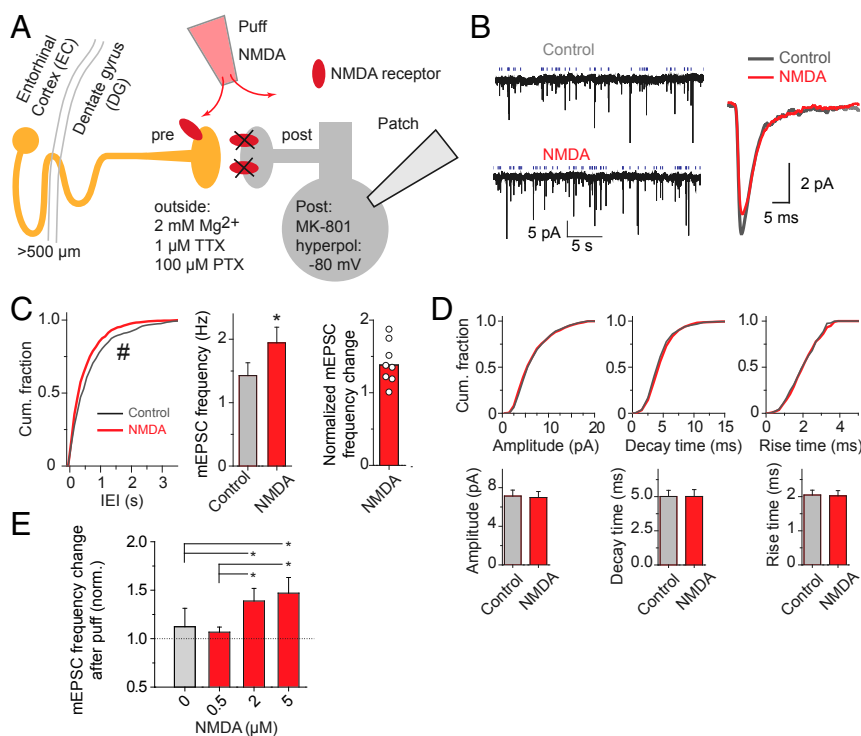 A
Puff
NMDA
NMDA receptor
Entorhinal
Cortex (EC)
Dentate gyrus
(DG)
pre
post
Patch
outside:
2 mM Mg2+
1 µM TTX
100 µM PTX
Post:
MK-801
hyperpol:
-80 mV
>500 µm
B
Control
NMDA
5 pA
5 s
Control
NMDA
2 pA
5 ms
C
Cum. fraction
1.0
0.5
0
#
Control
NMDA
0 1 2 3
IEI (s)
mEPSC frequency (Hz)
2
1
0
*
Control
NMDA
Normalized mEPSC
frequency change
2
1
0
NMDA
D
Cum. fraction
1.0
0.5
0
0 10 20
Amplitude (pA)
1.0
0.5
0
0 5 10 15
Decay time (ms)
1.0
0.5
0
0 2 4
Rise time (ms)
Amplitude (pA)
6
3
0
Control
NMDA
Decay time (ms)
5.0
2.5
0.0
Control
NMDA
Rise time (ms)
2
1
0
Control
NMDA
E
mEPSC frequency change
after puff (norm.)
2.0
1.5
1.0
0.5
*
*
*
*
0 0.5 2 5
NMDA (µM)